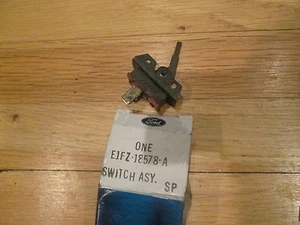 Ford
ONE
E1FZ-18578-A
SWITCH ASY.
SP